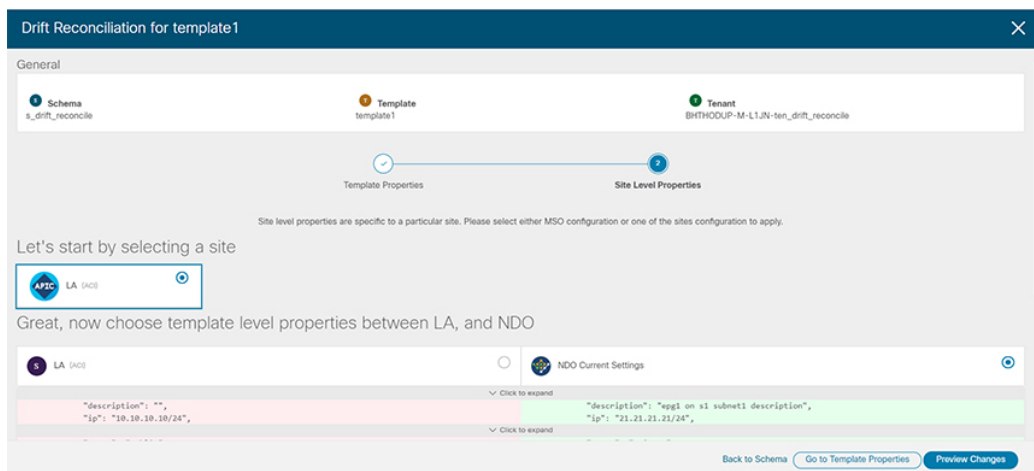 Drift Reconciliation for template1
General
S Schema
s_drift_reconcile
T Template
template1
T Tenant
BHTHODUP-M-L1JN-ten_drift_reconcile
2
Template Properties
Site Level Properties
Site level properties are specific to a particular site. Please select either MSO configuration or one of the sites configuration to apply.
Let's start by selecting a site
APIC LA (ACI)
Great, now choose template level properties between LA, and NDO
S LA (ACI)
NDO Current Settings
Click to expand
"description": "",
"description": "epg1 on s1 subnet1 description",
"ip": "10.10.10.10/24",
"ip": "21.21.21.21/24",
Click to expand
Back to Schema Go to Template Properties Preview Changes